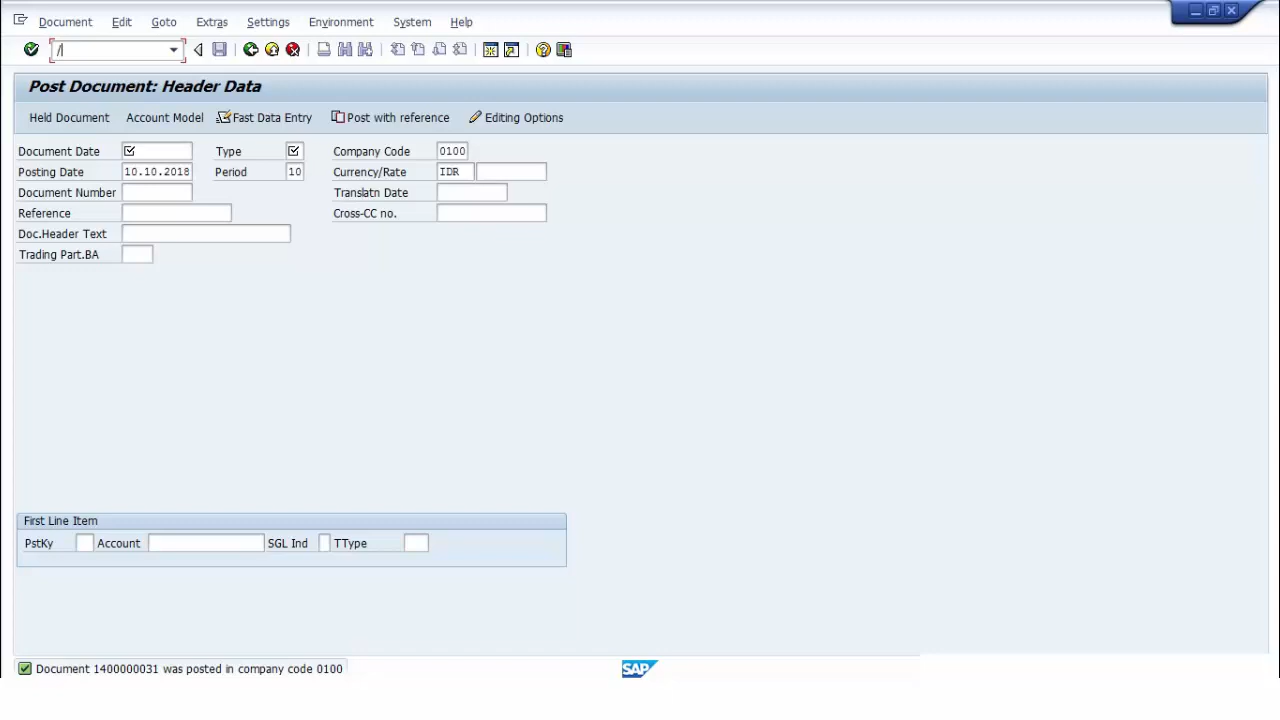 Document Edit Goto Extras Settings Environment System Help
/
Post Document: Header Data
Held Document Account Model Fast Data Entry Post with reference Editing Options
Document Date Type Company Code 0100
Posting Date 10.10.2018 Period 10 Currency/Rate IDR
Document Number Translatn Date
Reference Cross-CC no.
Doc.Header Text
Trading Part.BA
First Line Item
PstKy Account SGL Ind TType
Document 1400000031 was posted in company code 0100
SAP